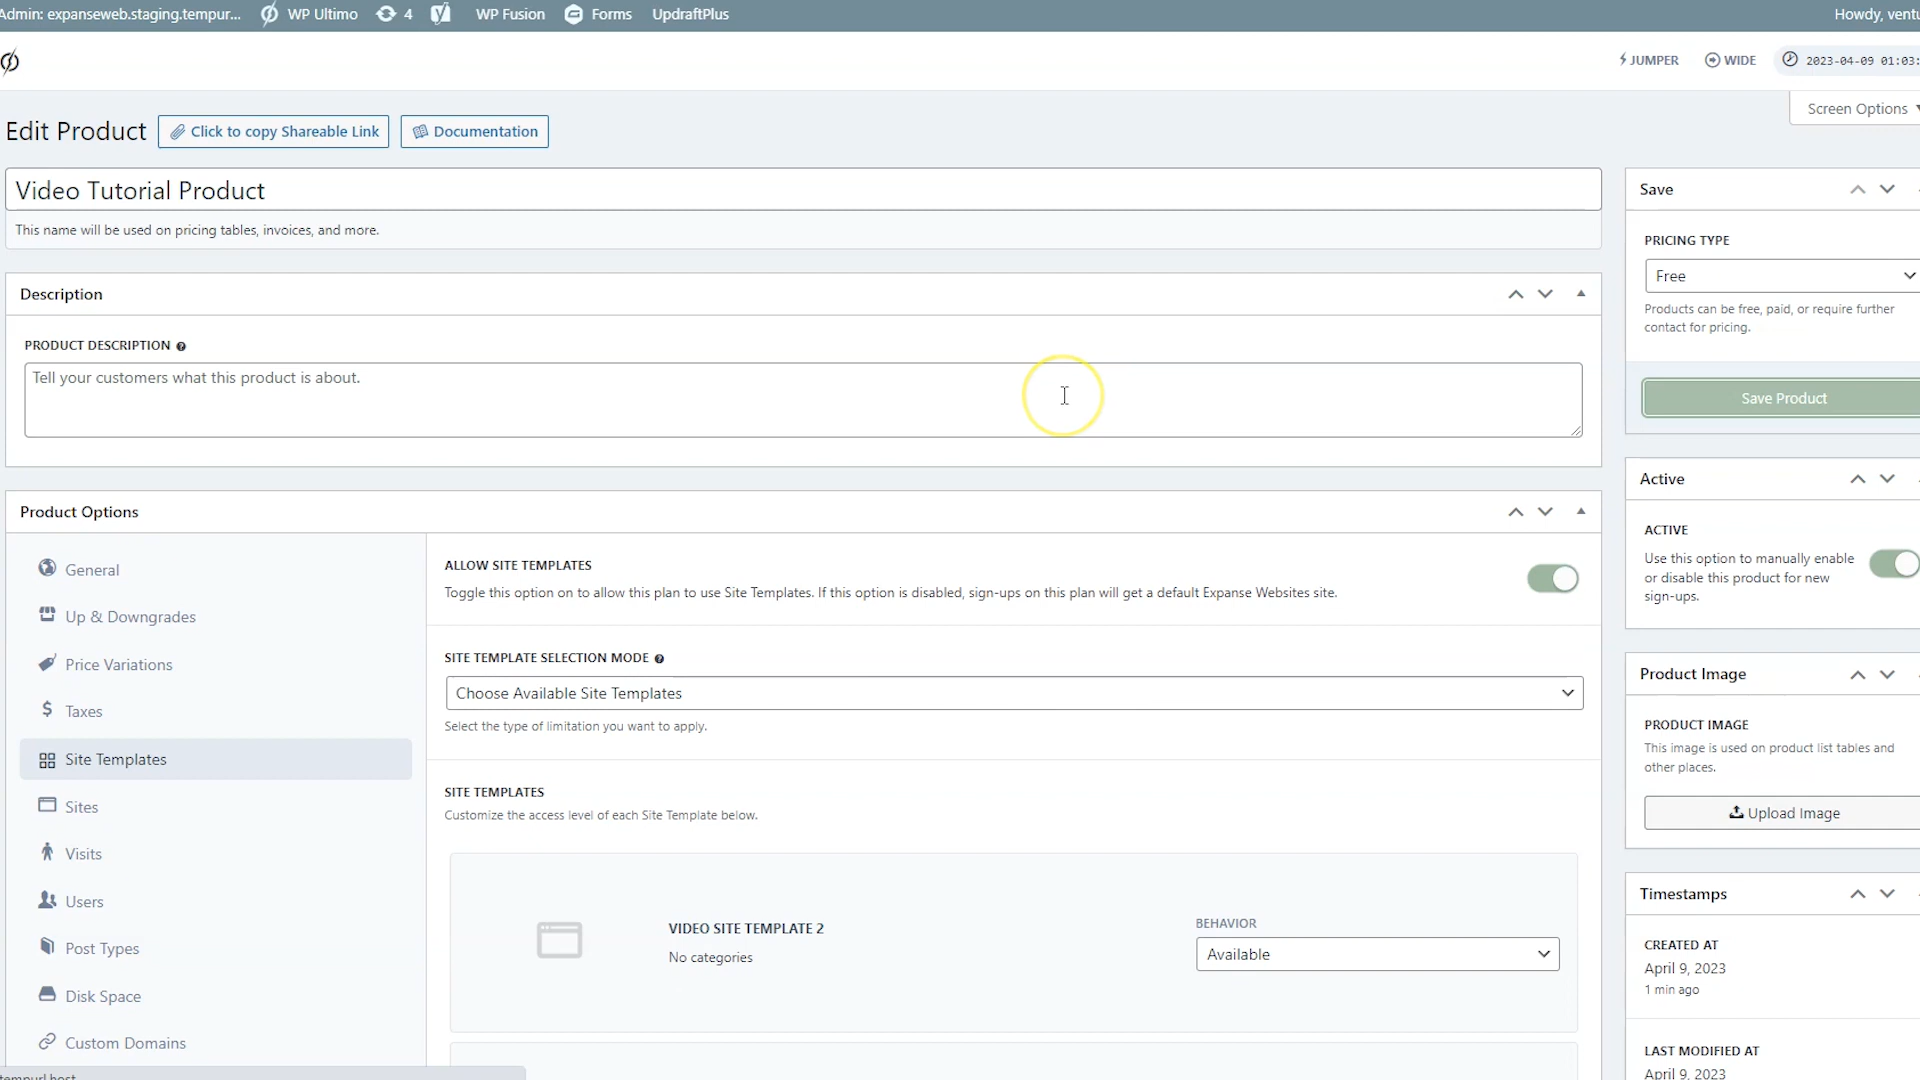 Admin: expanseweb.staging.tempur... WP Ultimo 4 WP Fusion Forms UpdraftPlus Howdy, ventu
JUMPER WIDE 2023-04-09 01:03:
Screen Options
Edit Product Click to copy Shareable Link Documentation
Video Tutorial Product
This name will be used on pricing tables, invoices, and more.
Description
PRODUCT DESCRIPTION
Tell your customers what this product is about.
Product Options
General
Up & Downgrades
Price Variations
Taxes
Site Templates
Sites
Visits
Users
Post Types
Disk Space
Custom Domains
ALLOW SITE TEMPLATES
Toggle this option on to allow this plan to use Site Templates. If this option is disabled, sign-ups on this plan will get a default Expanse Websites site.
SITE TEMPLATE SELECTION MODE
Choose Available Site Templates
Select the type of limitation you want to apply.
SITE TEMPLATES
Customize the access level of each Site Template below.
VIDEO SITE TEMPLATE 2
No categories
BEHAVIOR
Available
Save
PRICING TYPE
Free
Products can be free, paid, or require further
contact for pricing.
Save Product
Active
ACTIVE
Use this option to manually enable
or disable this product for new
sign-ups.
Product Image
PRODUCT IMAGE
This image is used on product list tables and
other places.
Upload Image
Timestamps
CREATED AT
April 9, 2023
1 min ago
LAST MODIFIED AT
April 9, 2023